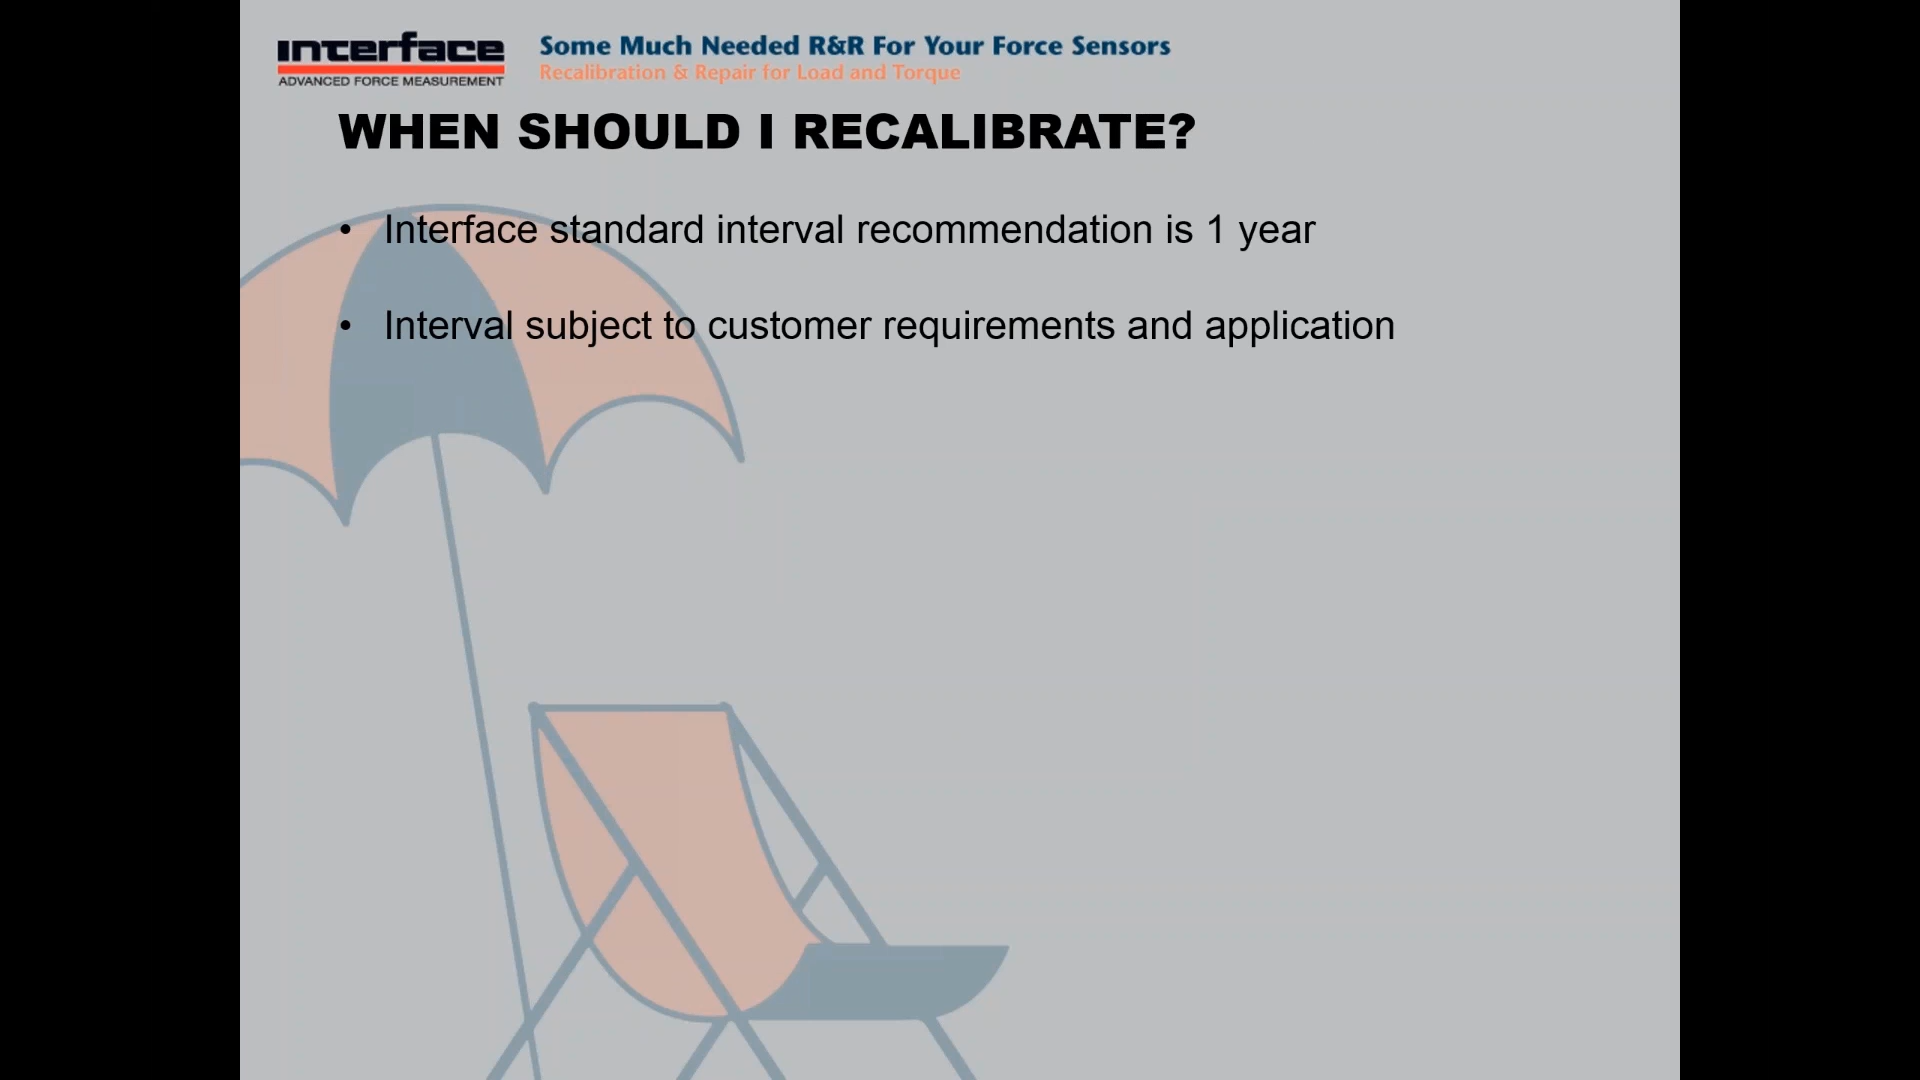 Interface
ADVANCED FORCE MEASUREMENT
Some Much Needed R&R For Your Force Sensors
Recalibration & Repair for Load and Torque
WHEN SHOULD I RECALIBRATE?
• Interface standard interval recommendation is 1 year
• Interval subject to customer requirements and application